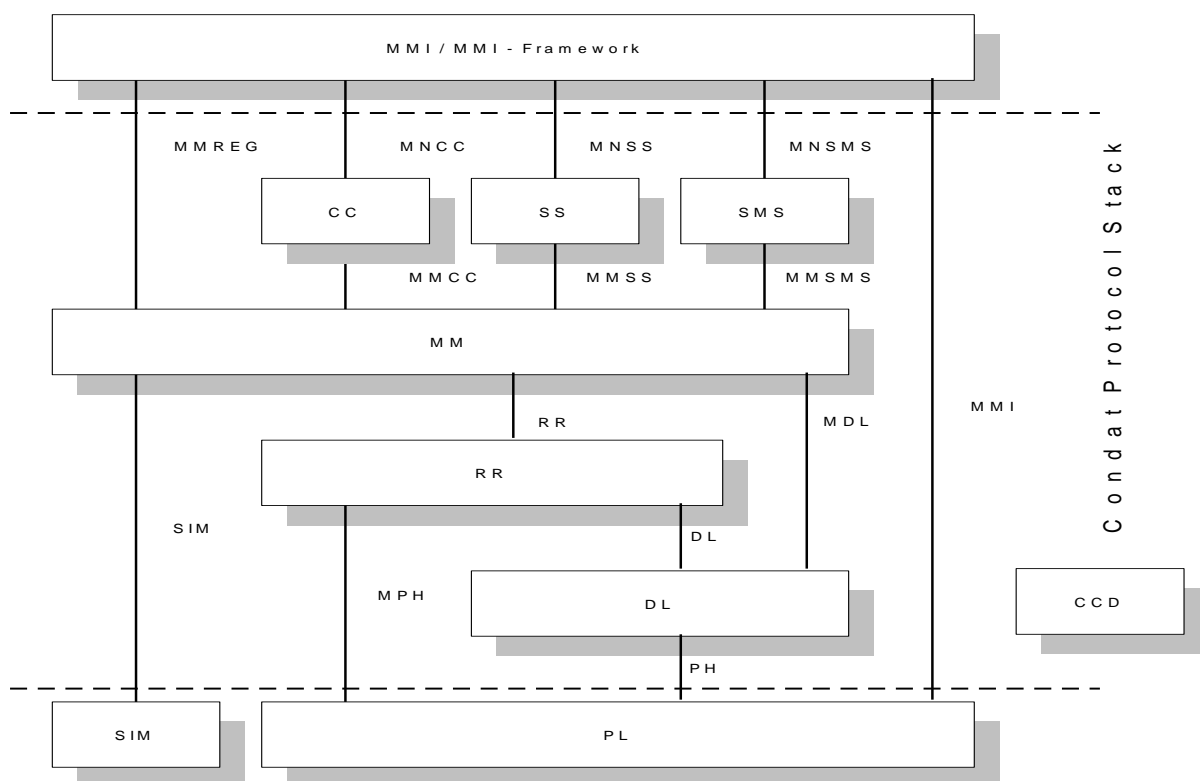 MMI / MMI - Framework
MMREG
MNCC
MNSS
MNSMS
CC
SS
SMS
MMCC
MMSS
MMSMS
MM
Condat Protocol Stack
MMI
RR
MDL
RR
SIM
DL
MPH
DL
CCD
PH
SIM
PL